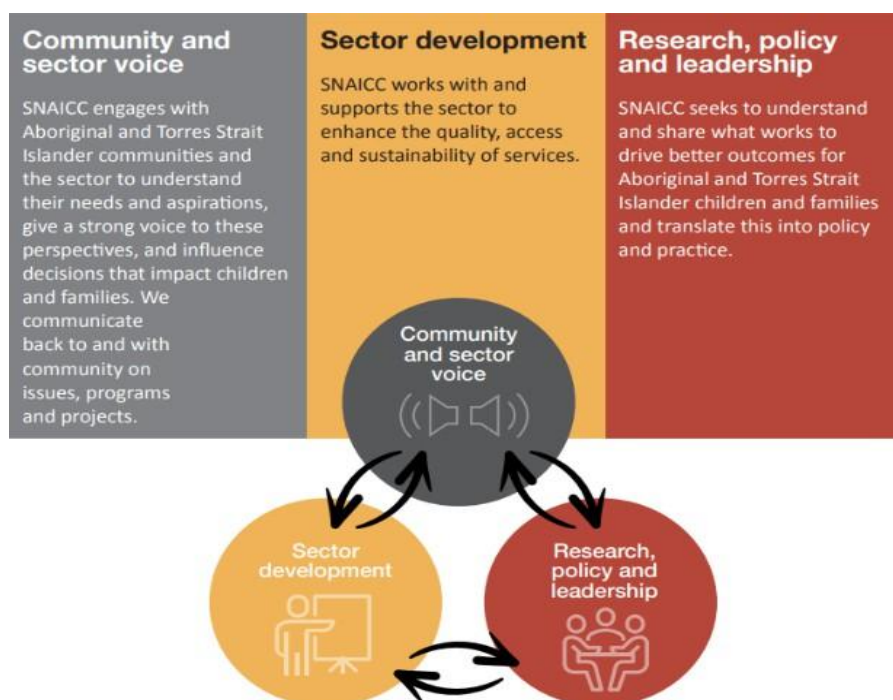 Community and
sector voice
SNAICC engages with
Aboriginal and Torres Strait
Islander communities and
the sector to understand
their needs and aspirations,
give a strong voice to these
perspectives, and influence
decisions that impact children
and families. We
communicate
back to and with
community on
issues, programs
and projects.
Sector development
SNAICC works with and
supports the sector to
enhance the quality, access
and sustainability of services.
Research, policy
and leadership
SNAICC seeks to understand
and share what works to
drive better outcomes for
Aboriginal and Torres Strait
Islander children and families
and translate this into policy
and practice.
Community
and sector
voice
Sector
development
Research,
policy and
leadership